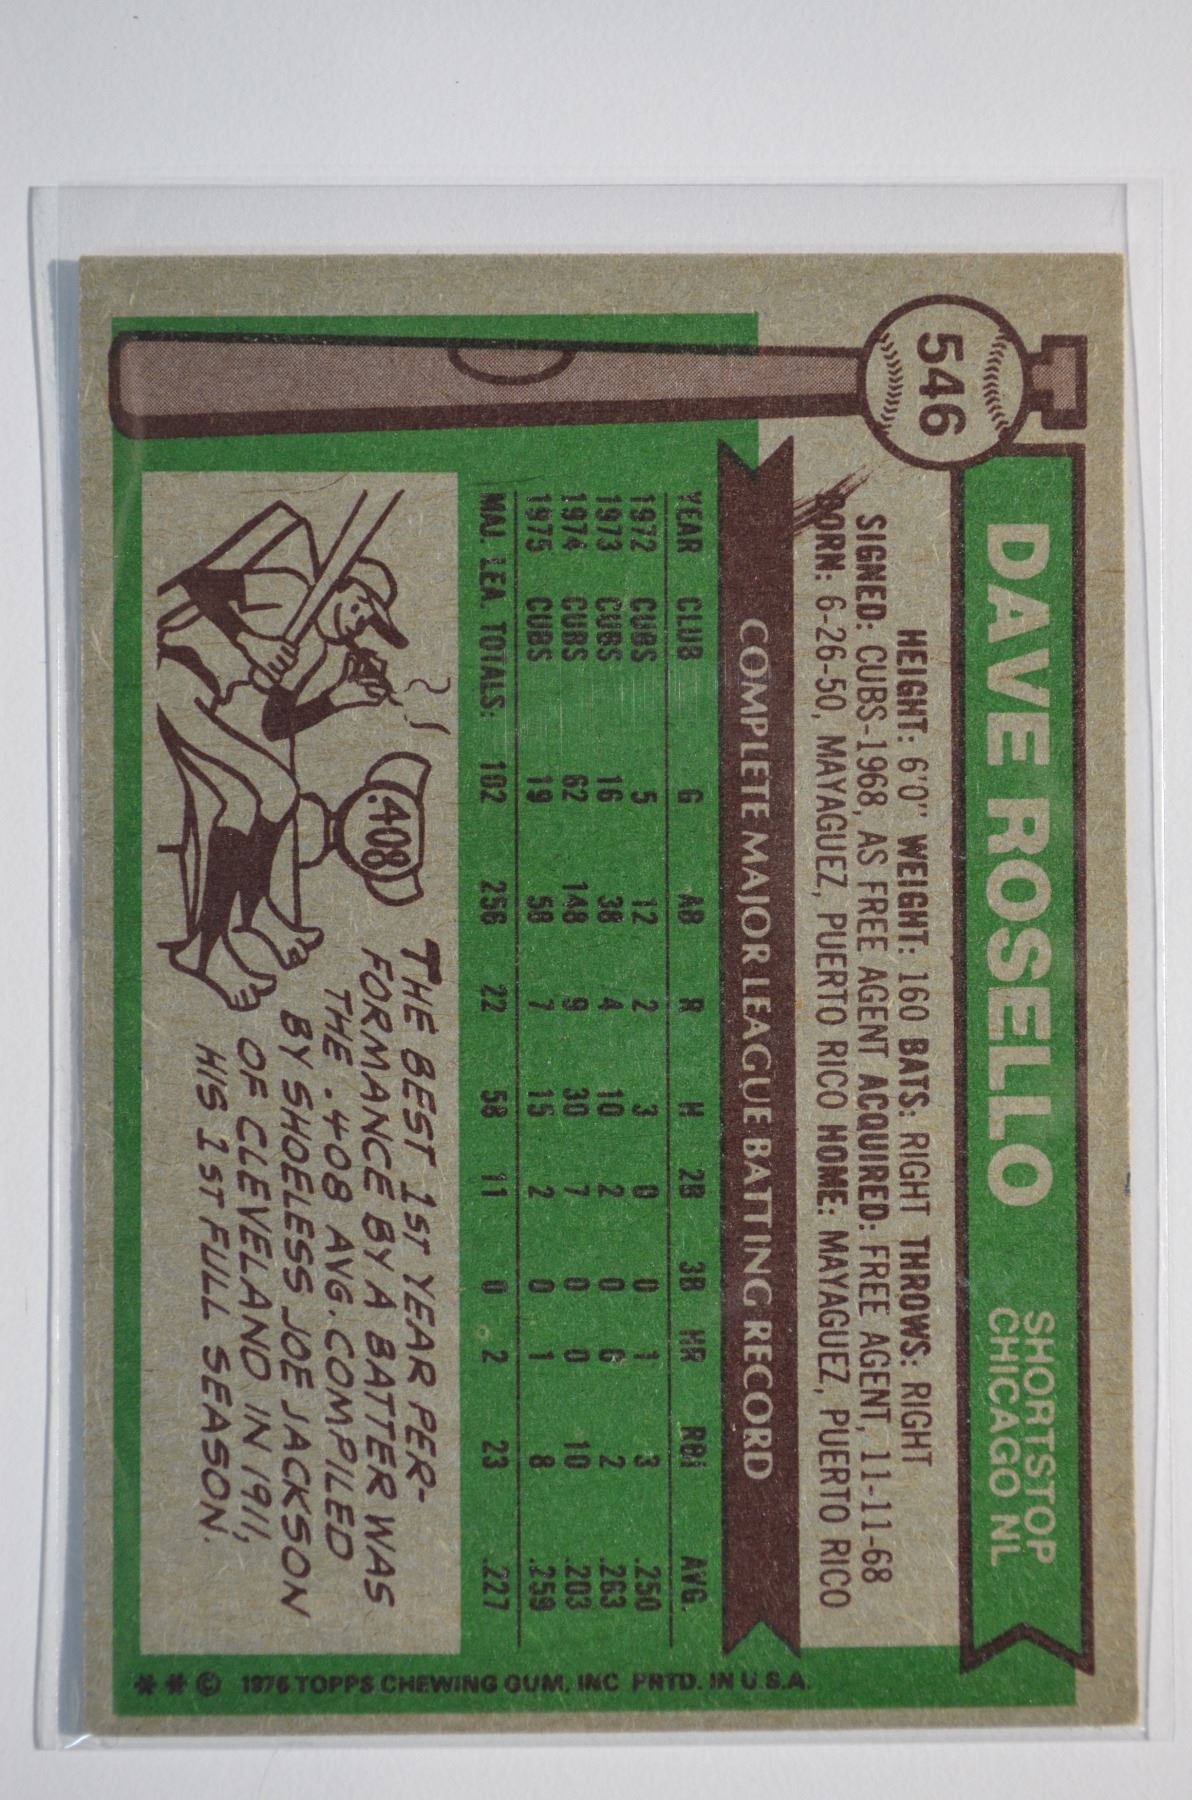 546
DAVE ROSELLO
SHORTSTOP
CHICAGO NL
HEIGHT: 6'0" WEIGHT: 160 BATS: RIGHT THROWS: RIGHT
SIGNED: CUBS-1968, AS FREE AGENT ACQUIRED: FREE AGENT, 11-11-68
BORN: 6-26-50, MAYAGUEZ, PUERTO RICO HOME: MAYAGUEZ, PUERTO RICO
COMPLETE MAJOR LEAGUE BATTING RECORD
YEAR CLUB G AB R H 2B 3B HR RBI AVG.
1972 CUBS 5 12 2 3 0 0 1 3 .250
1973 CUBS 16 38 4 10 2 0 0 2 .263
1974 CUBS 62 148 9 30 7 0 0 10 .203
1975 CUBS 19 58 7 15 2 0 1 8 .259
MAJ. LEA. TOTALS: 102 256 22 58 11 0 2 23 .227
.408
THE BEST 1ST YEAR PER-
FORMANCE BY A BATTER WAS
THE .408 AVG. COMPILED
BY SHOELESS JOE JACKSON
OF CLEVELAND IN 1911,
HIS 1ST FULL SEASON.
** © 1976 TOPPS CHEWING GUM, INC PRTD. IN U.S.A.